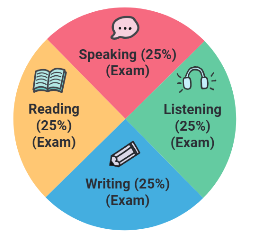 Speaking (25%)
(Exam)
Reading
(25%)
(Exam)
Listening
(25%)
(Exam)
Writing (25%)
(Exam)